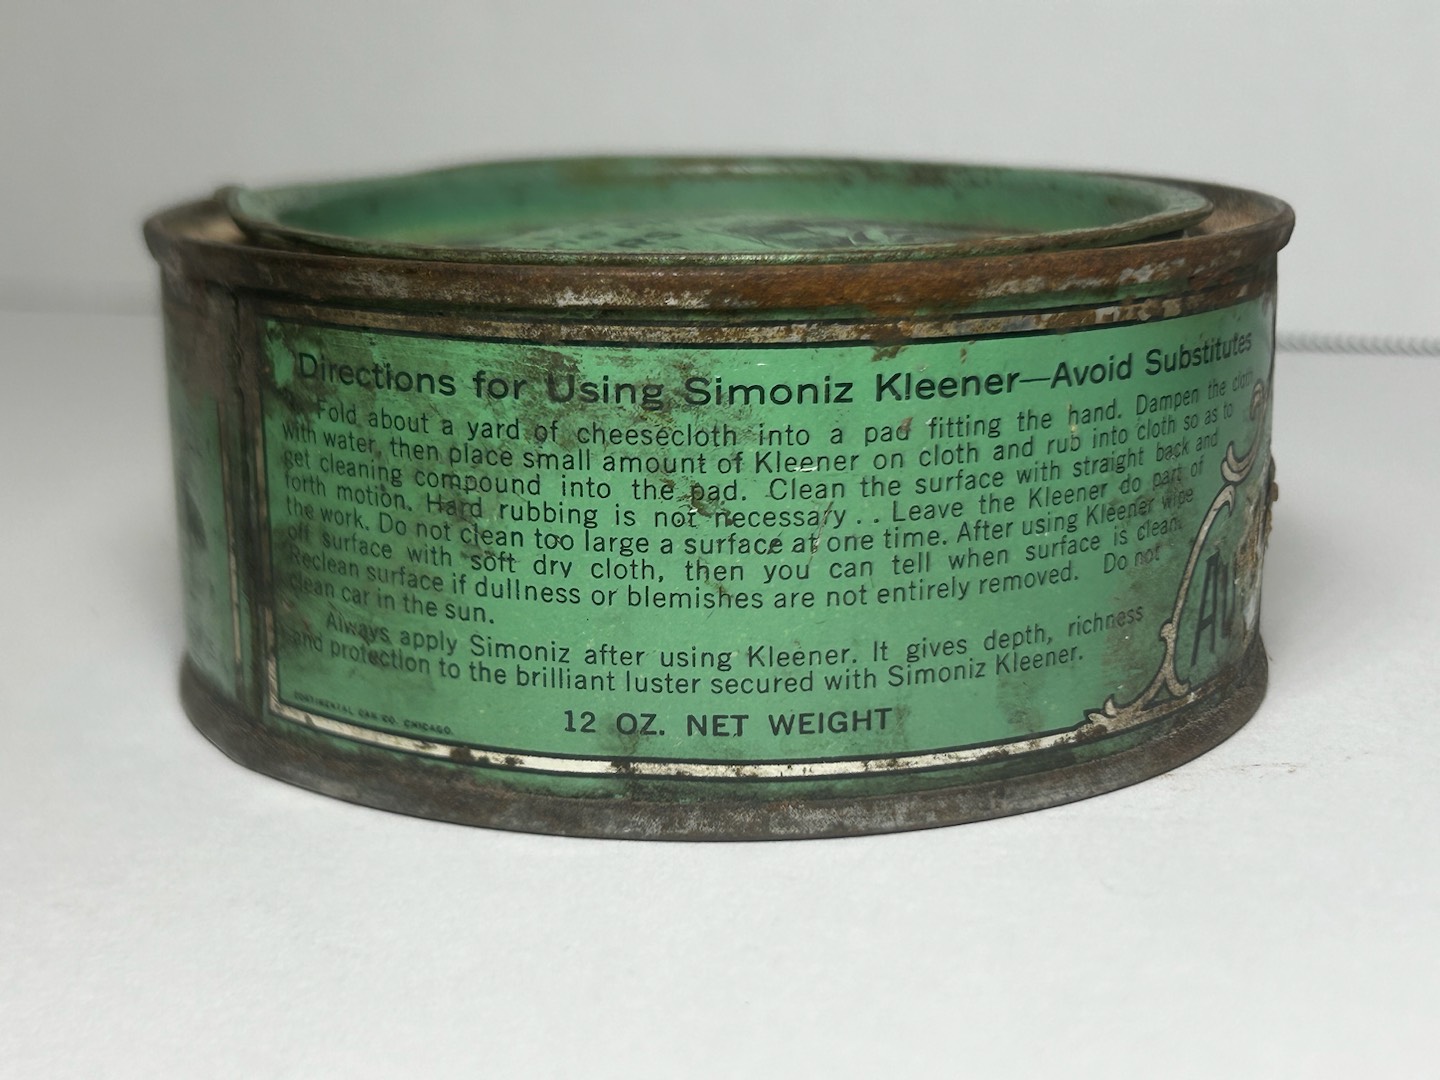 Directions for Using Simoniz Kleener—Avoid Substitutes
Fold about a yard of cheesecloth into a pad fitting the hand. Dampen the cloth
with water, then place small amount of Kleener on cloth and rub into cloth so as to
get cleaning compound into the pad. Clean the surface with straight back and
forth motion. Hard rubbing is not necessary . . Leave the Kleener do part of
the work. Do not clean too large a surface at one time. After using Kleener wipe
off surface with soft dry cloth, then you can tell when surface is clean.
Reclean surface if dullness or blemishes are not entirely removed. Do not
clean car in the sun.
Always apply Simoniz after using Kleener. It gives depth, richness
and protection to the brilliant luster secured with Simoniz Kleener.
12 OZ. NET WEIGHT
CONTINENTAL CAN CO. CHICAGO
AU